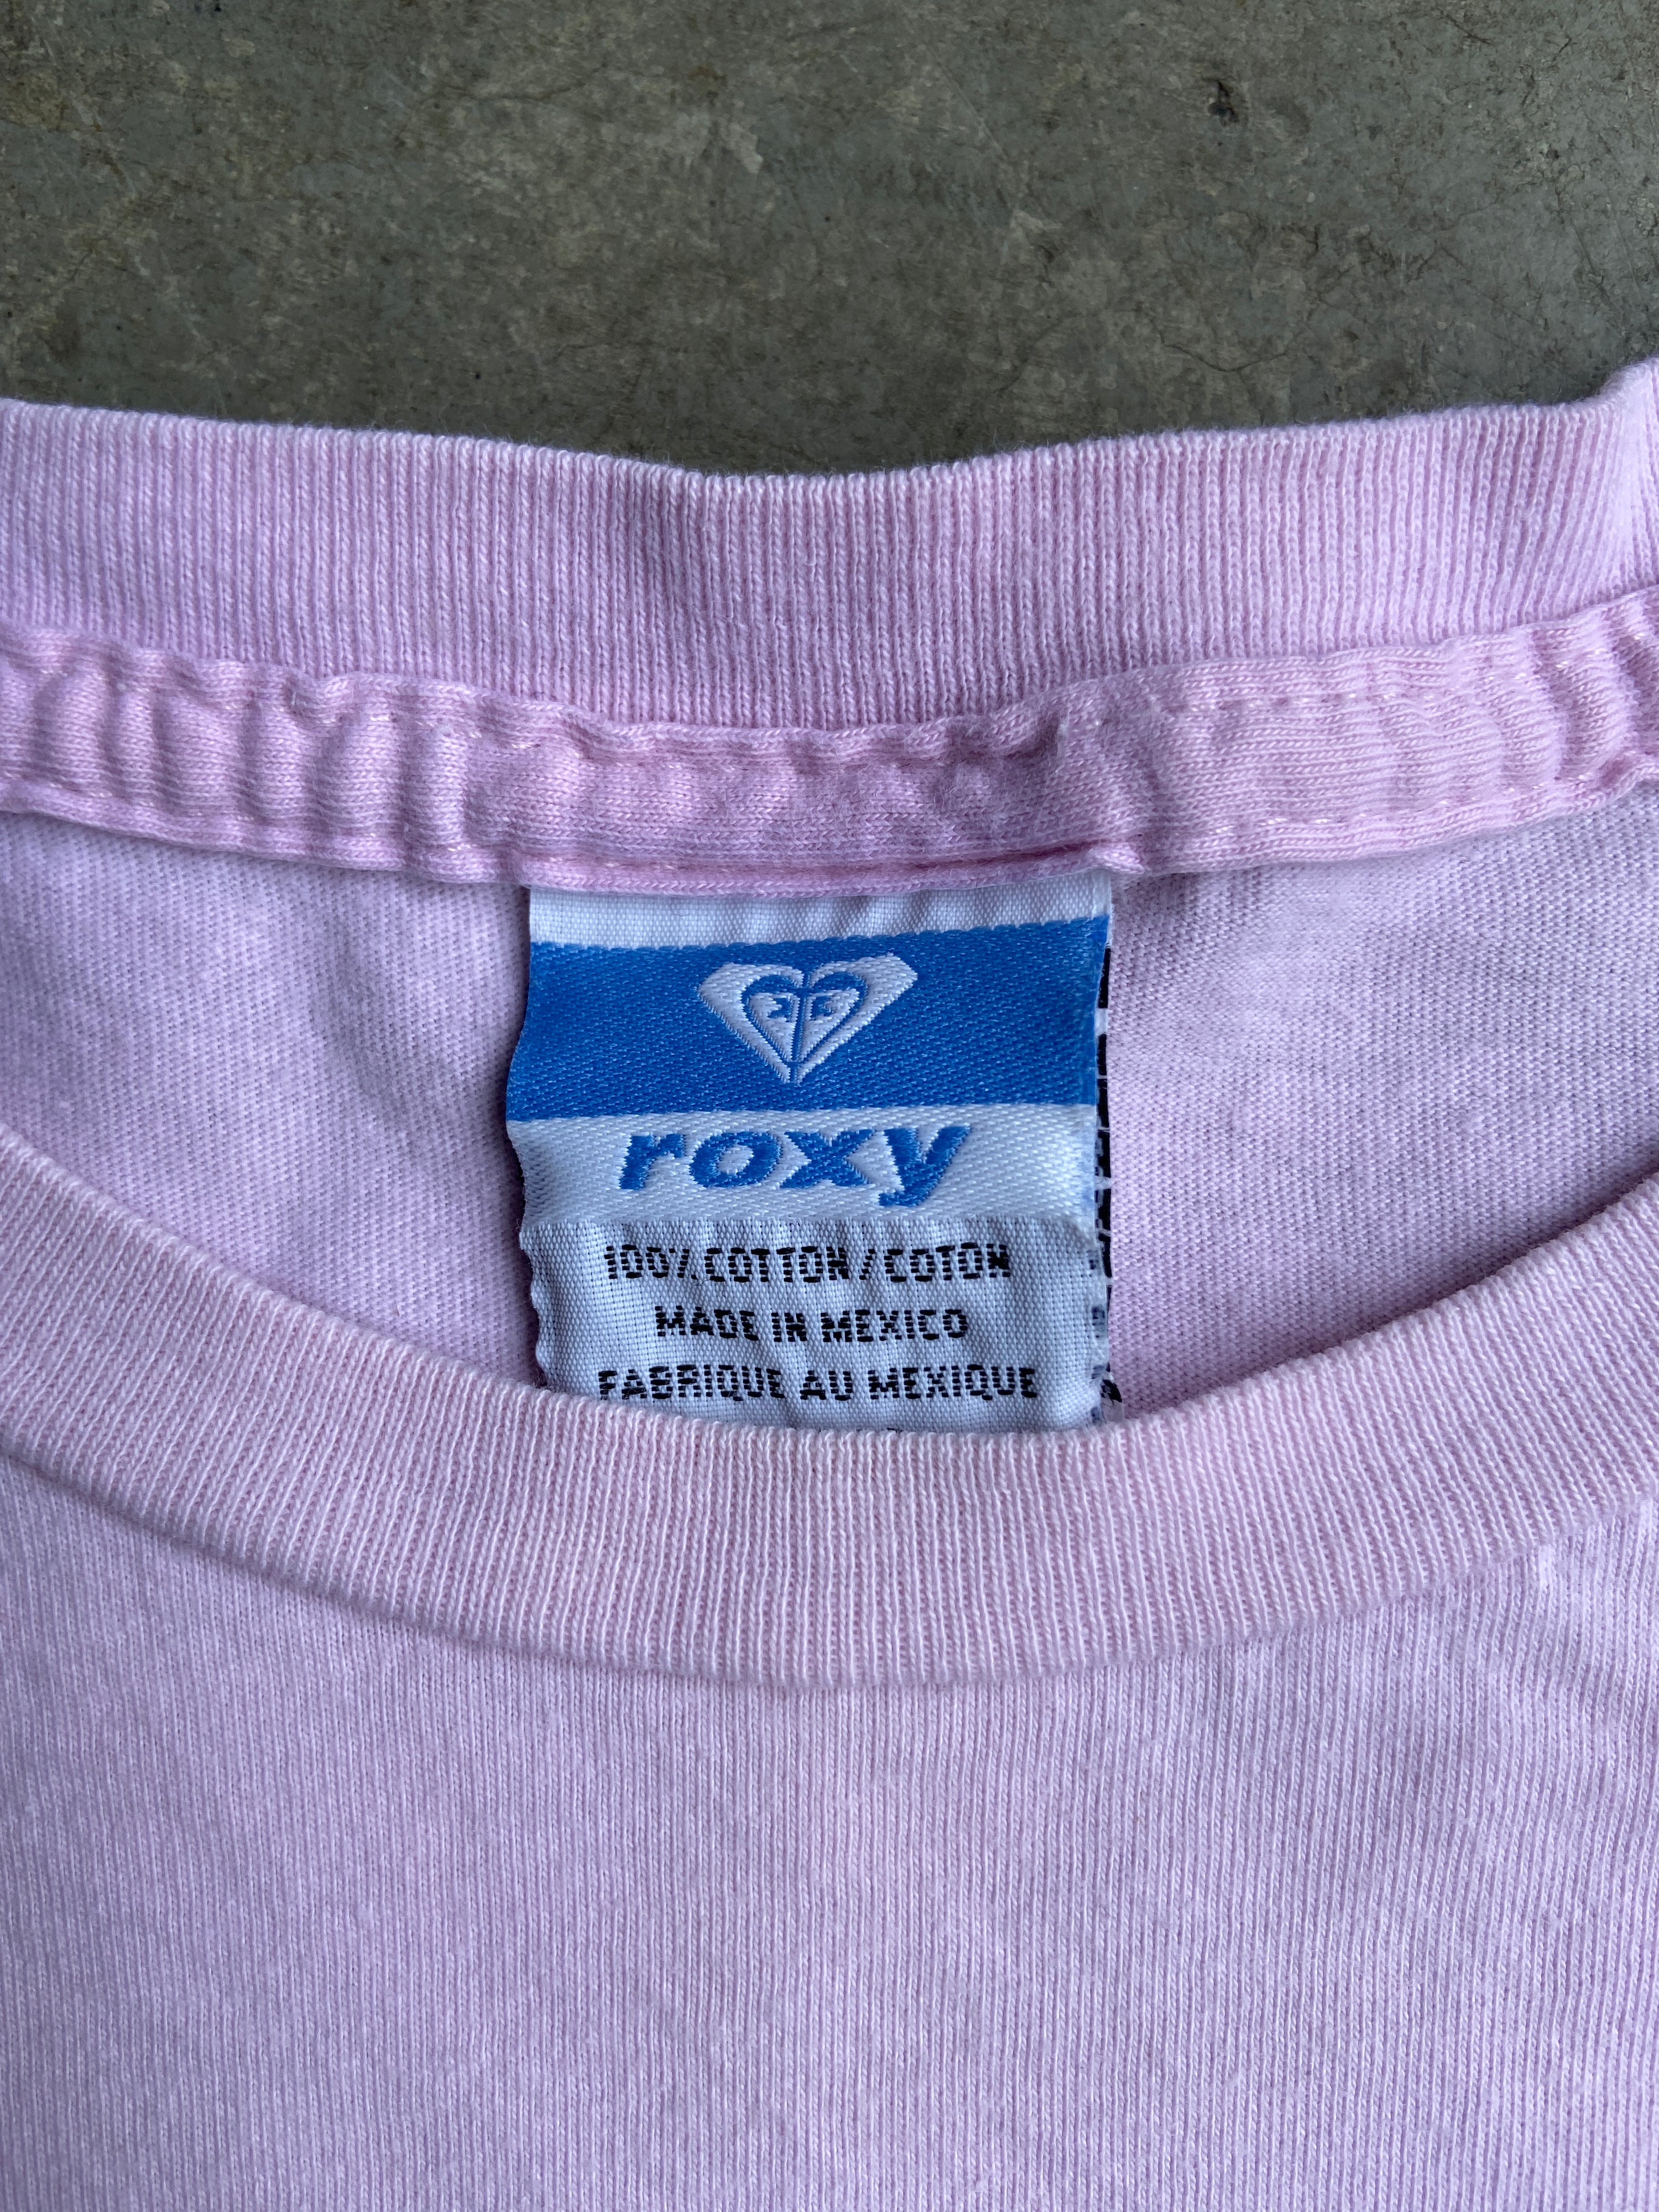 roxy
100% COTTON / COTON
MADE IN MEXICO
FABRIQUE AU MEXIQUE